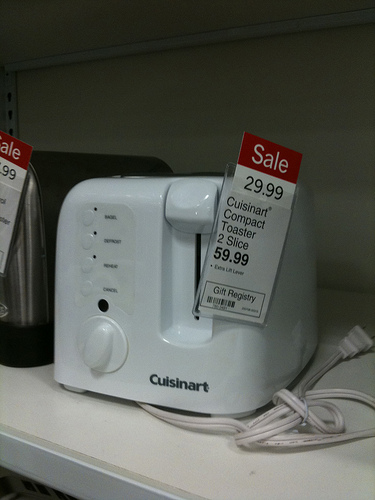 Sale
29.99
Cuisinart®
Compact
Toaster
2 Slice
59.99
• Extra Lift Lever
Gift Registry
BAGEL
DEFROST
REHEAT
CANCEL
Cuisinart
ale
.99